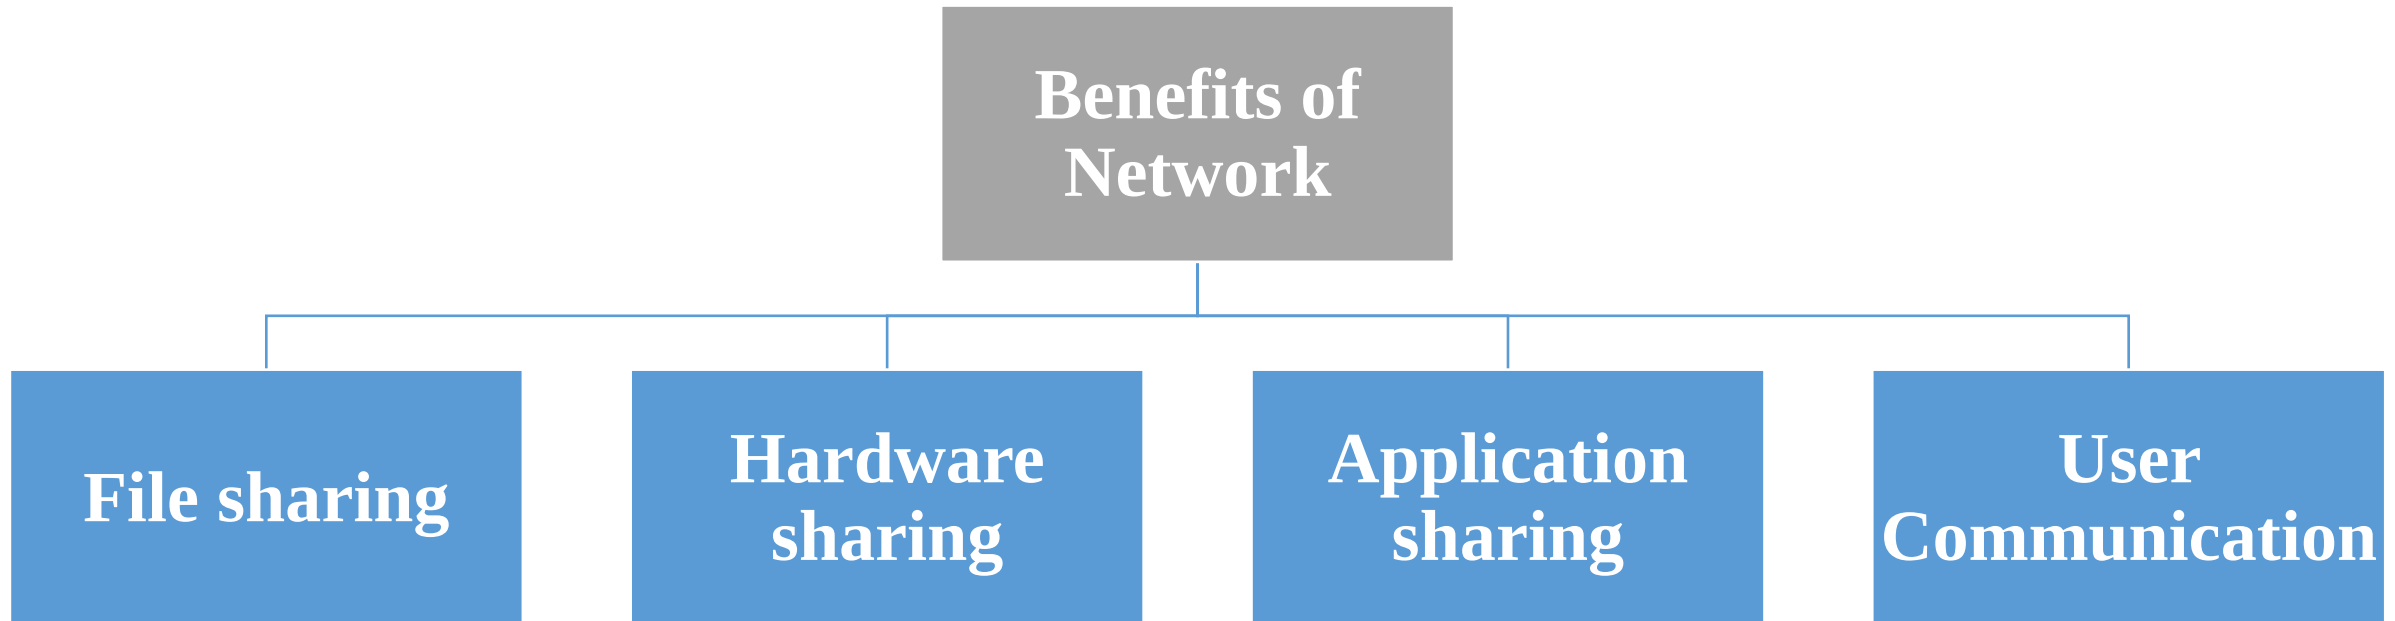 Benefits of
Network
File sharing
Hardware
sharing
Application
sharing
User
Communication